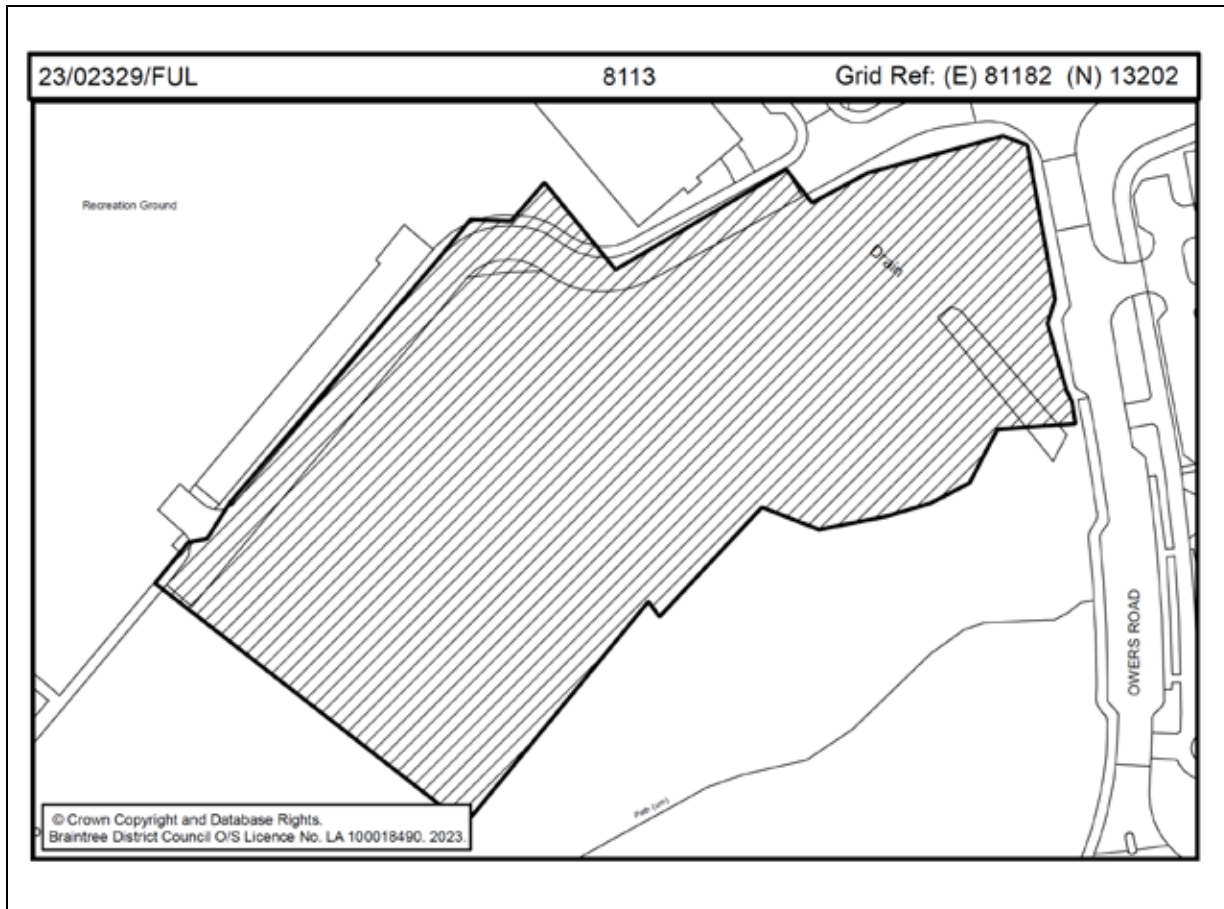 23/02329/FUL 8113 Grid Ref: (E) 81182 (N) 13202
Recreation Ground
Drain
OWERS ROAD
Path (um)
© Crown Copyright and Database Rights.
Braintree District Council O/S Licence No. LA 100018490. 2023.